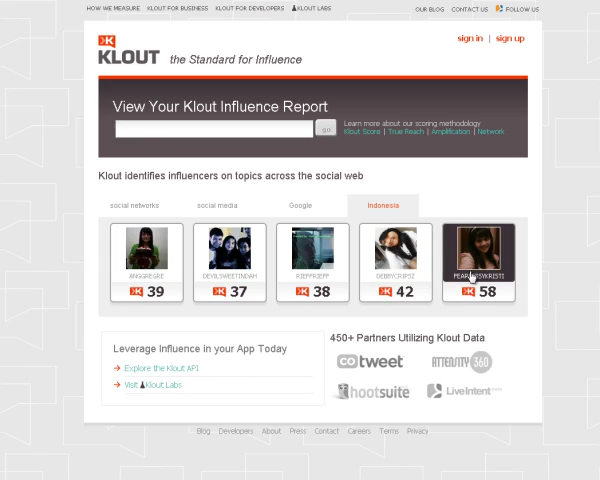 HOW WE MEASURE KLOUT FOR BUSINESS KLOUT FOR DEVELOPERS KLOUT LABS OUR BLOG CONTACT US FOLLOW US
sign in | sign up
KLOUT the Standard for Influence
View Your Klout Influence Report
go
Learn more about our scoring methodology
Klout Score | True Reach | Amplification | Network
Klout identifies influencers on topics across the social web
social networks social media Google Indonesia
ANGGREGRE DEVILSWEETINDAH RIEFFRIEFF DEBBYCRIPSZ
39 37 38 42 58
Leverage Influence in your App Today
Explore the Klout API
Visit Klout Labs
450+ Partners Utilizing Klout Data
cotweet ATTENSITY 360
hootsuite LiveIntent
Blog Developers About Press Contact Careers Terms Privacy